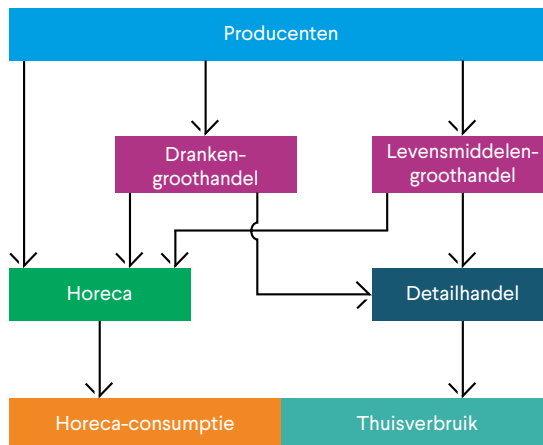 Producenten
Dranken-
groothandel
Levensmiddelen-
groothandel
Horeca
Detailhandel
Horeca-consumptie
Thuisverbruik